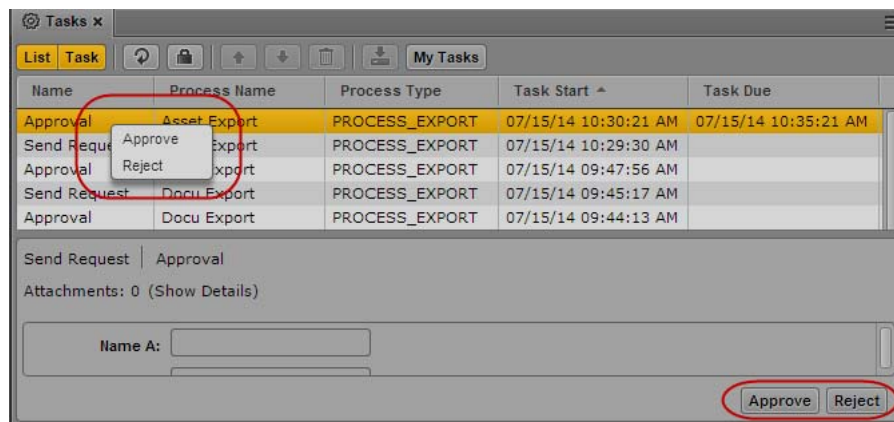 Tasks x
List Task My Tasks
Name Process Name Process Type Task Start Task Due
Approval Asset Export PROCESS_EXPORT 07/15/14 10:30:21 AM 07/15/14 10:35:21 AM
Approve
Send Export PROCESS_EXPORT 07/15/14 10:29:30 AM
Reject
Approval Export PROCESS_EXPORT 07/15/14 09:47:56 AM
Send Request Docu Export PROCESS_EXPORT 07/15/14 09:45:17 AM
Approval Docu Export PROCESS_EXPORT 07/15/14 09:44:13 AM
Send Request Approval
Attachments: 0 (Show Details)
Name A:
Approve Reject